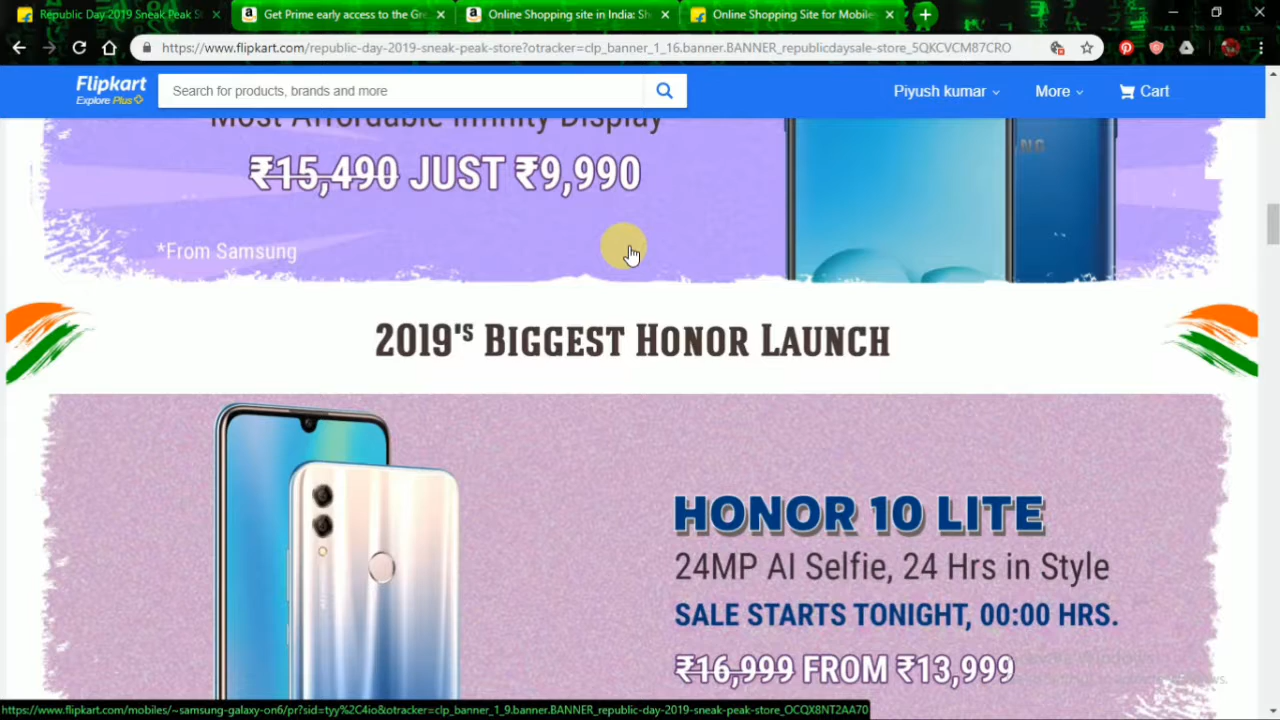 Republic Day 2019 Sneak Peak S
Get Prime early access to the Gre
Online Shopping site in India: Sh
Online Shopping Site for Mobile
https://www.flipkart.com/republic-day-2019-sneak-peak-store?otracker=clp_banner_1_16.banner.BANNER_republicdaysale-store_5QKCVCM87CRO
Flipkart
Explore Plus
Search for products, brands and more
Piyush kumar
More
Cart
Most Affordable Infinity Display
₹15,490 JUST ₹9,990
*From Samsung
2019's BIGGEST HONOR LAUNCH
HONOR 10 LITE
24MP AI Selfie, 24 Hrs in Style
SALE STARTS TONIGHT, 00:00 HRS.
₹16,999 FROM ₹13,999
https://www.flipkart.com/mobiles/~samsung-galaxy-on6/pr?sid=tyy%2C4io&otracker=clp_banner_1_9.banner.BANNER_republic-day-2019-sneak-peak-store_OCQX8NT2AA70